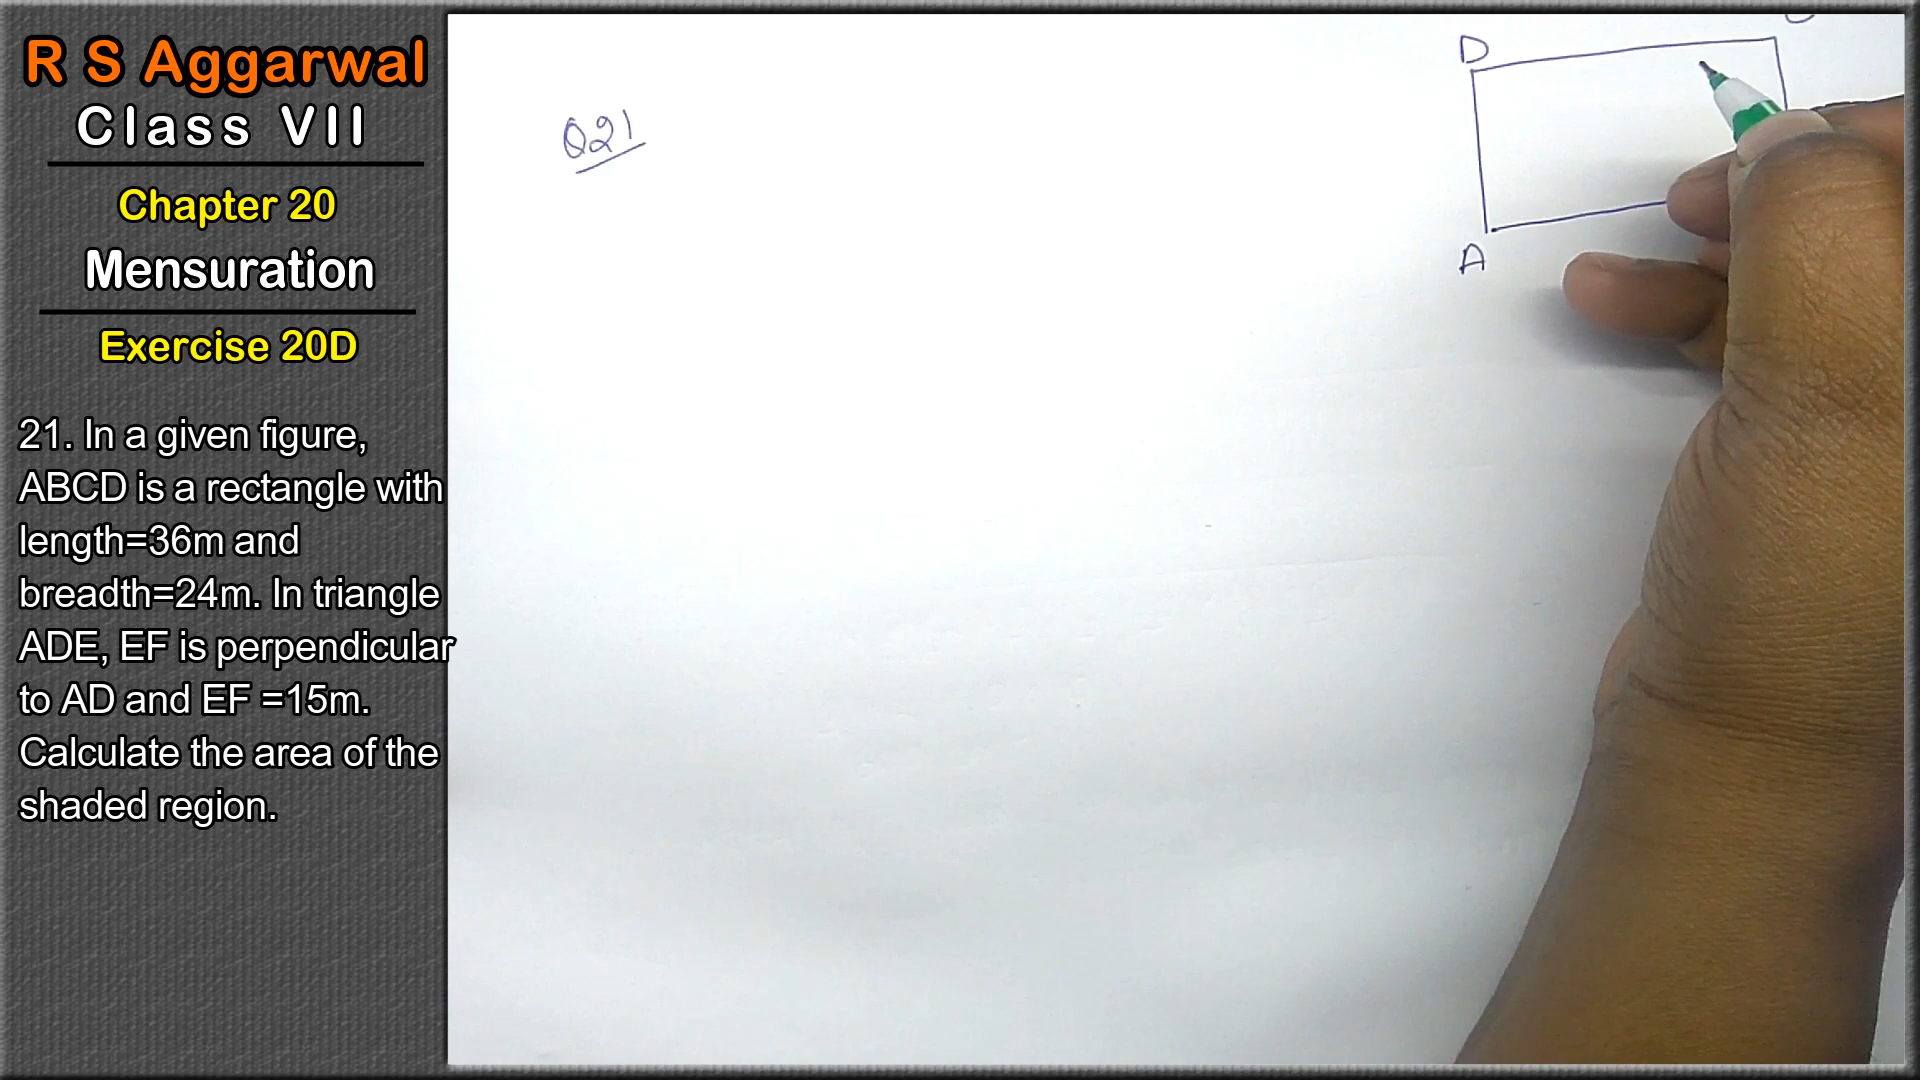 R S Aggarwal
Class VII
Chapter 20
Mensuration
Exercise 20D
21. In a given figure,
ABCD is a rectangle with
length=36m and
breadth=24m. In triangle
ADE, EF is perpendicular
to AD and EF =15m.
Calculate the area of the
shaded region.
Q21
D
A